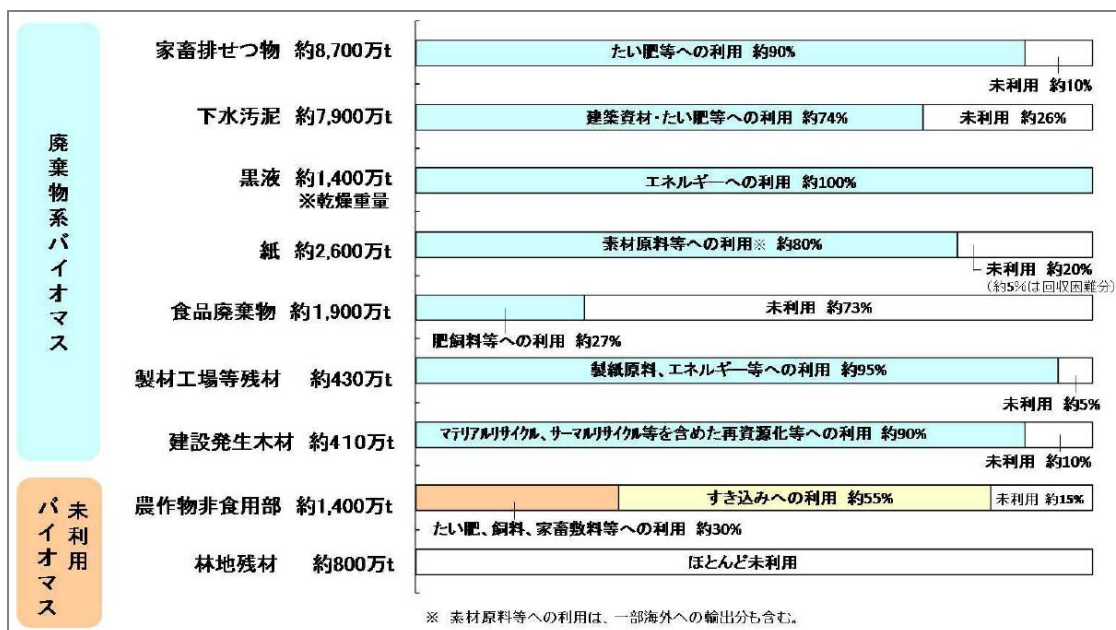 廃棄物系バイオマス
家畜排せつ物 約8,700万t
たい肥等への利用 約90%
未利用 約10%
下水汚泥 約7,900万t
建築資材・たい肥等への利用 約74%
未利用 約26%
黒液 約1,400万t
※乾燥重量
エネルギーへの利用 約100%
紙 約2,600万t
素材原料等への利用※ 約80%
未利用 約20%
(約5%は回収困難分)
食品廃棄物 約1,900万t
未利用 約73%
肥飼料等への利用 約27%
製材工場等残材 約430万t
製紙原料、エネルギー等への利用 約95%
未利用 約5%
建設発生木材 約410万t
マテリアルリサイクル、サーマルリサイクル等を含めた再資源化等への利用 約90%
未利用 約10%
未利用
バイオマス
農作物非食用部 約1,400万t
すき込みへの利用 約55%
未利用 約15%
たい肥、飼料、家畜敷料等への利用 約30%
林地残材 約800万t
ほとんど未利用
※ 素材原料等への利用は、一部海外への輸出分も含む。